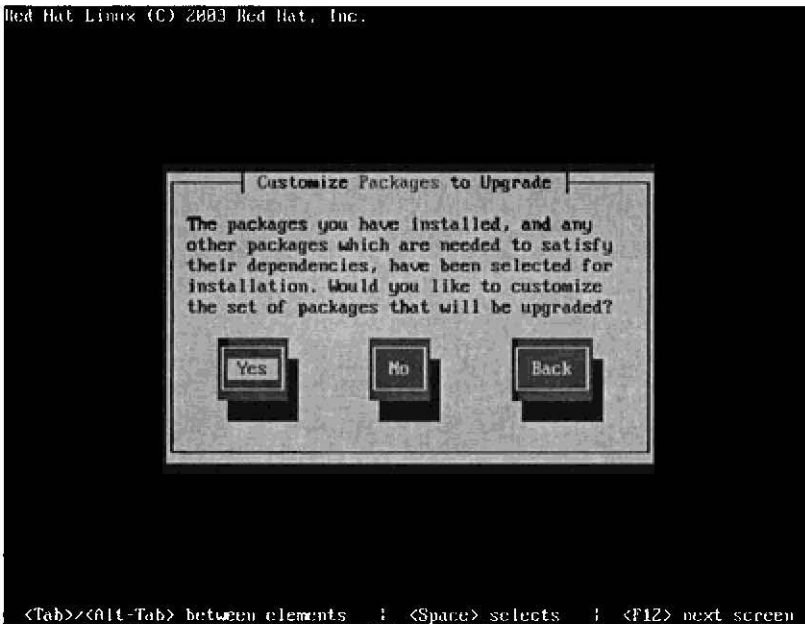 Red Hat Linux (C) 2003 Red Hat, Inc.
Customize Packages to Upgrade
The packages you have installed, and any
other packages which are needed to satisfy
their dependencies, have been selected for
installation. Would you like to customize
the set of packages that will be upgraded?
Yes No Back
<Tab>/<Alt-Tab> between elements | <Space> selects | <F12> next screen